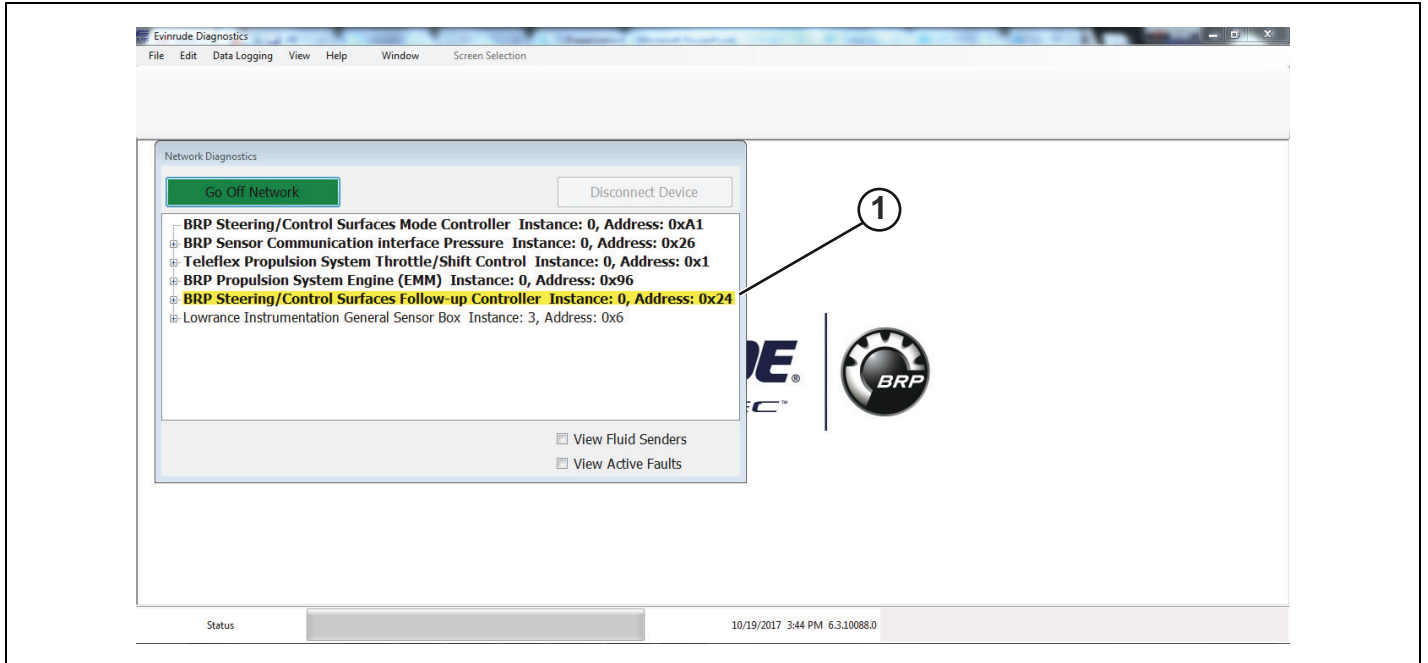 Evinrude Diagnostics
File Edit Data Logging View Help Window Screen Selection
Network Diagnostics
Go Off Network Disconnect Device
BRP Steering/Control Surfaces Mode Controller Instance: 0, Address: 0xA1
BRP Sensor Communication interface Pressure Instance: 0, Address: 0x26
Teleflex Propulsion System Throttle/Shift Control Instance: 0, Address: 0x1
BRP Propulsion System Engine (EMM) Instance: 0, Address: 0x96
BRP Steering/Control Surfaces Follow-up Controller Instance: 0, Address: 0x24
Lowrance Instrumentation General Sensor Box Instance: 3, Address: 0x6
1
E®
BRP
EC™
View Fluid Senders
View Active Faults
Status 10/19/2017 3:44 PM 6.3.10088.0